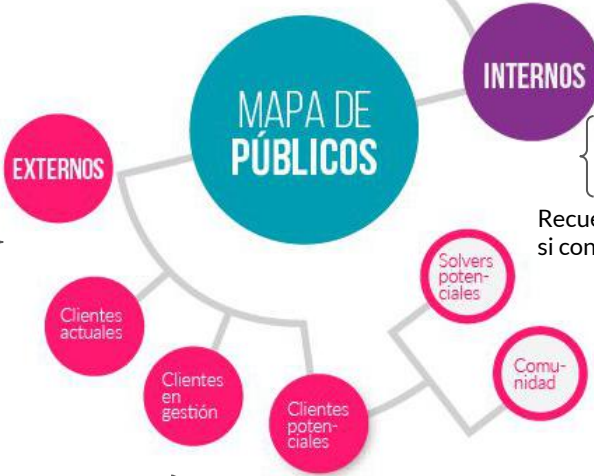 MAPA DE
PÚBLICOS
INTERNOS
EXTERNOS
Recue
si con
Solvers
poten-
ciales
Clientes
actuales
Comu-
nidad
Clientes
en
gestión
Clientes
poten-
ciales